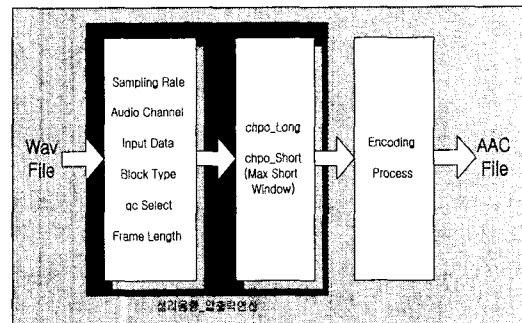 Wav
File
Sampling Rate
Audio Channel
Input Data
Block Type
qc Select
Frame Length
chpo_Long
chpo_Short
(Max Short
Window)
Encoding
Process
AAC
File